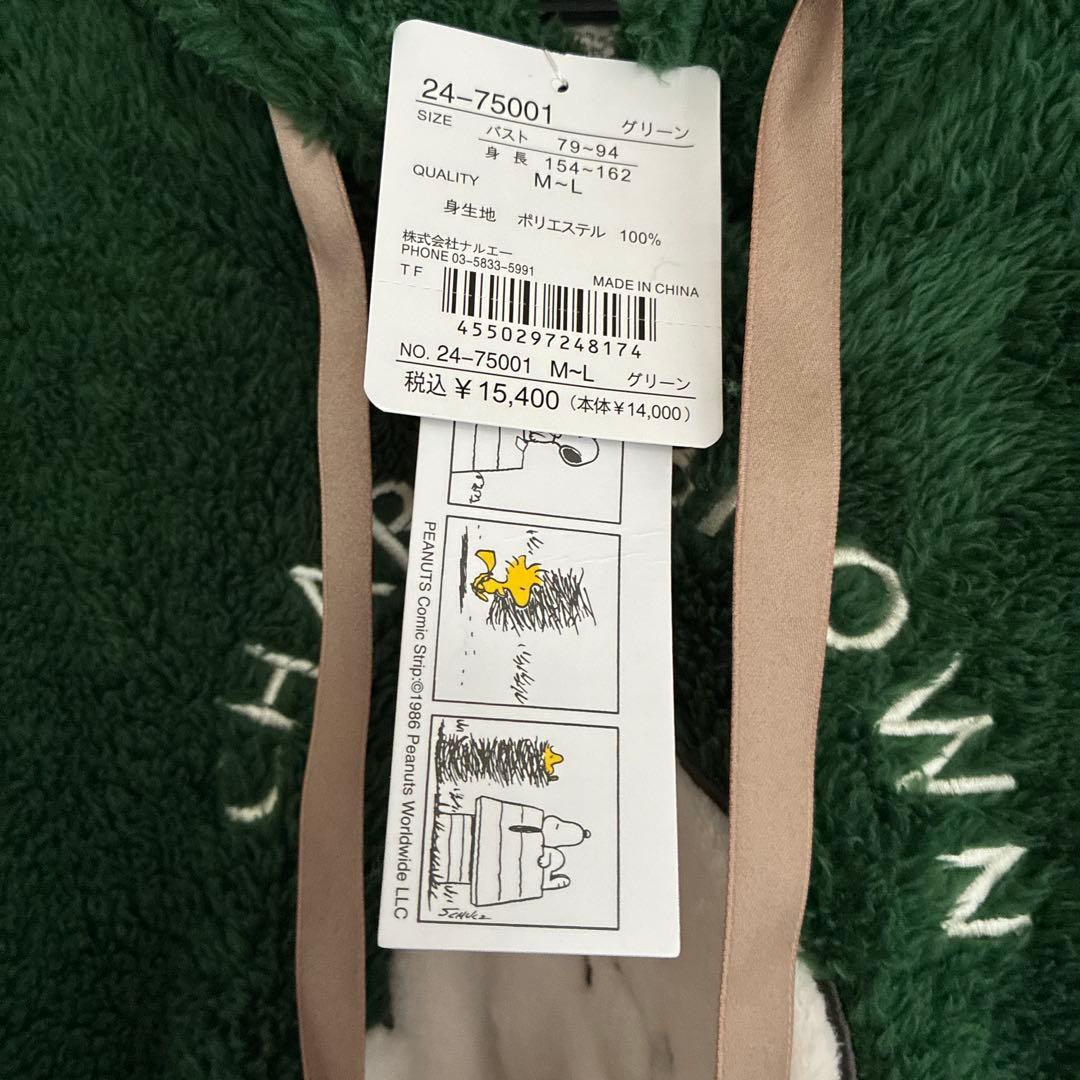 24-75001 グリーン
SIZE バスト 79~94
身長 154~162
QUALITY M~L
身生地 ポリエステル 100%
株式会社ナルエー
PHONE 03-5833-5991
TF MADE IN CHINA
4550297248174
NO. 24-75001 M~L グリーン
税込 ¥15,400 (本体¥14,000)
PEANUTS Comic Strip:©1986 Peanuts Worldwide LLC
SCHULZ